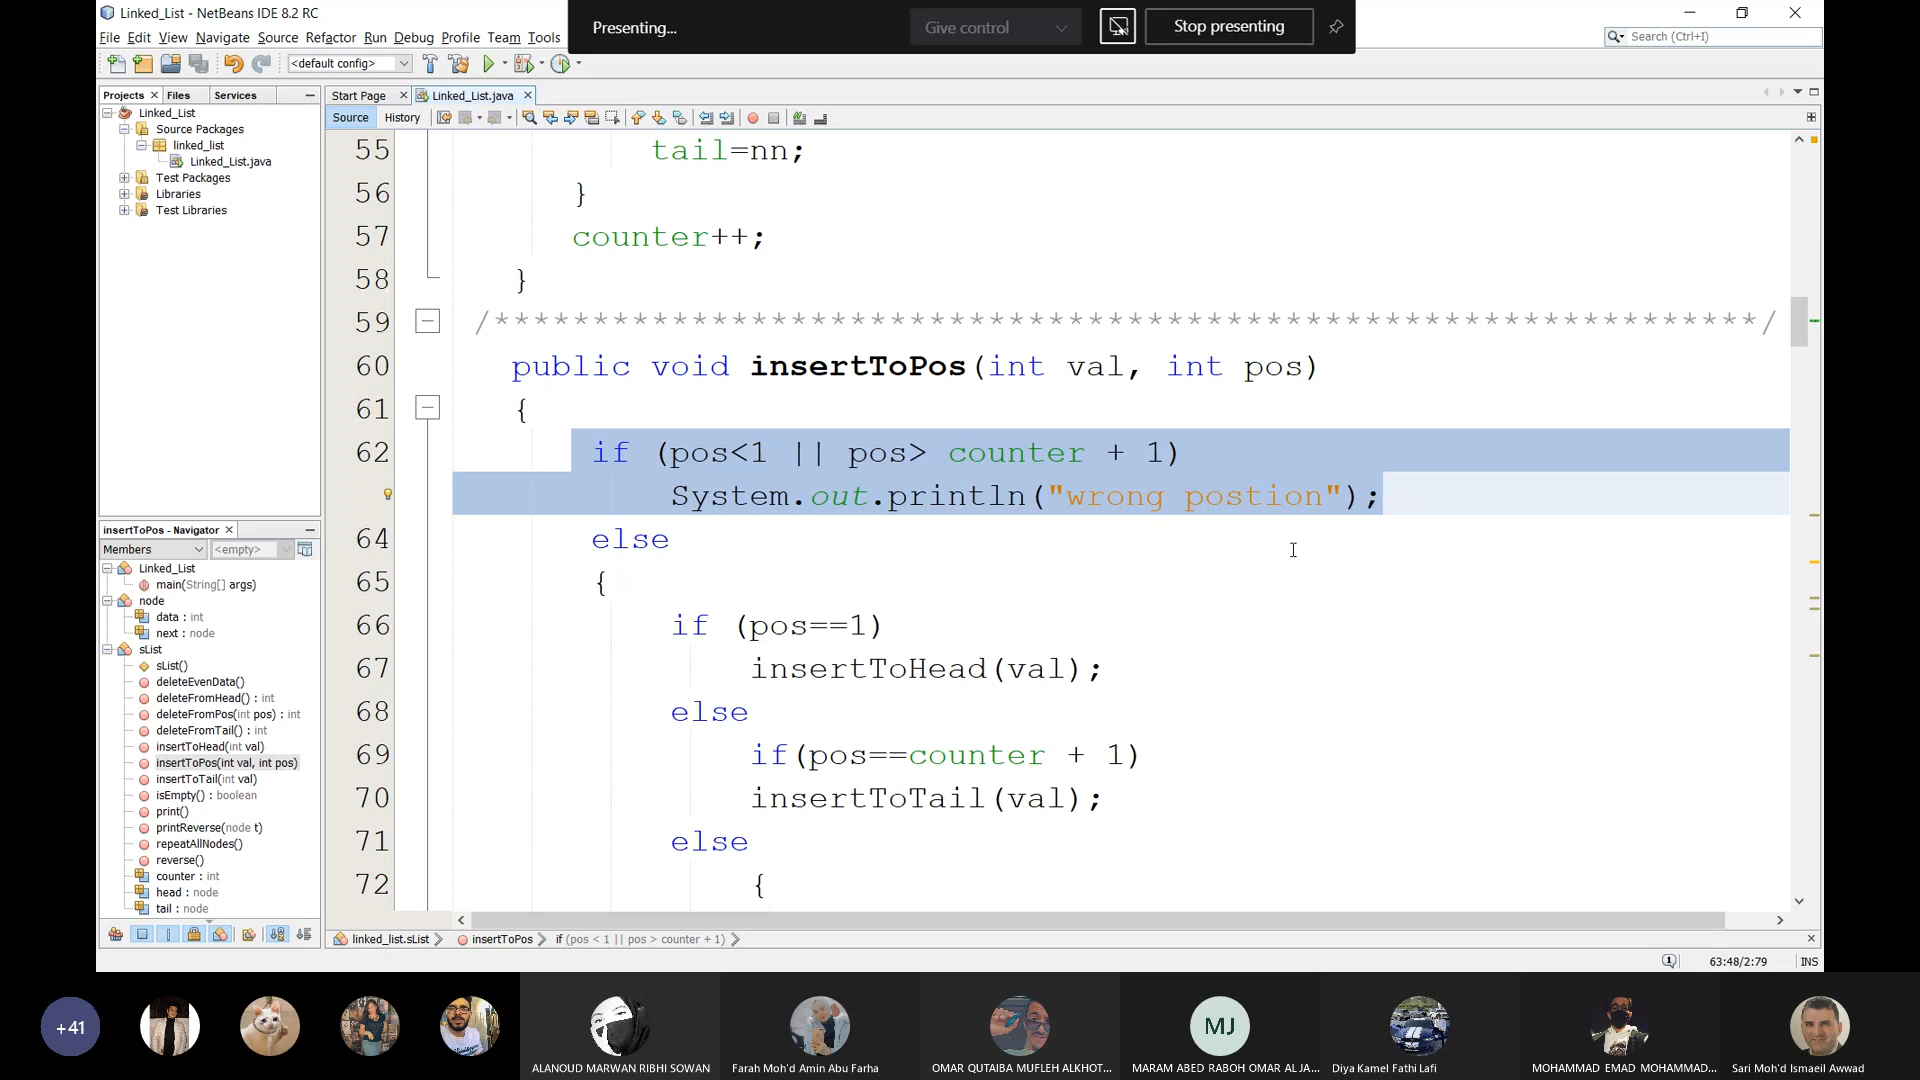 Linked_List - NetBeans IDE 8.2 RC
Presenting...
Give control
Stop presenting
File Edit View Navigate Source Refactor Run Debug Profile Team Tools
Search (Ctrl+I)
<default config>
Projects Files Services
Start Page Linked_List.java
Source History
Linked_List
Source Packages
linked_list
Linked_List.java
Test Packages
Libraries
Test Libraries
55 tail=nn;
56 }
57 counter++;
58 }
59 /****************************************************************/
60 public void insertToPos(int val, int pos)
61 {
62 if (pos<1 || pos> counter + 1)
System.out.println("wrong postion");
64 else
65 {
66 if (pos==1)
67 insertToHead(val);
68 else
69 if(pos==counter + 1)
70 insertToTail(val);
71 else
72 {
insertToPos - Navigator
Members <empty>
Linked_List
main(String[] args)
node
data : int
next : node
sList
sList()
deleteEvenData()
deleteFromHead() : int
deleteFromPos(int pos) : int
deleteFromTail() : int
insertToHead(int val)
insertToPos(int val, int pos)
insertToTail(int val)
isEmpty() : boolean
print()
printReverse(node t)
repeatAllNodes()
reverse()
counter : int
head : node
tail : node
linked_list.sList insertToPos if (pos < 1 || pos > counter + 1)
63:48/2:79 INS
+41
MJ
ALANOUD MARWAN RIBHI SOWAN
Farah Moh'd Amin Abu Farha
OMAR QUTAIBA MUFLEH ALKHOT...
MARAM ABED RABOH OMAR AL JA...
Diya Kamel Fathi Lafi
MOHAMMAD EMAD MOHAMMAD...
Sari Moh'd Ismaeil Awwad